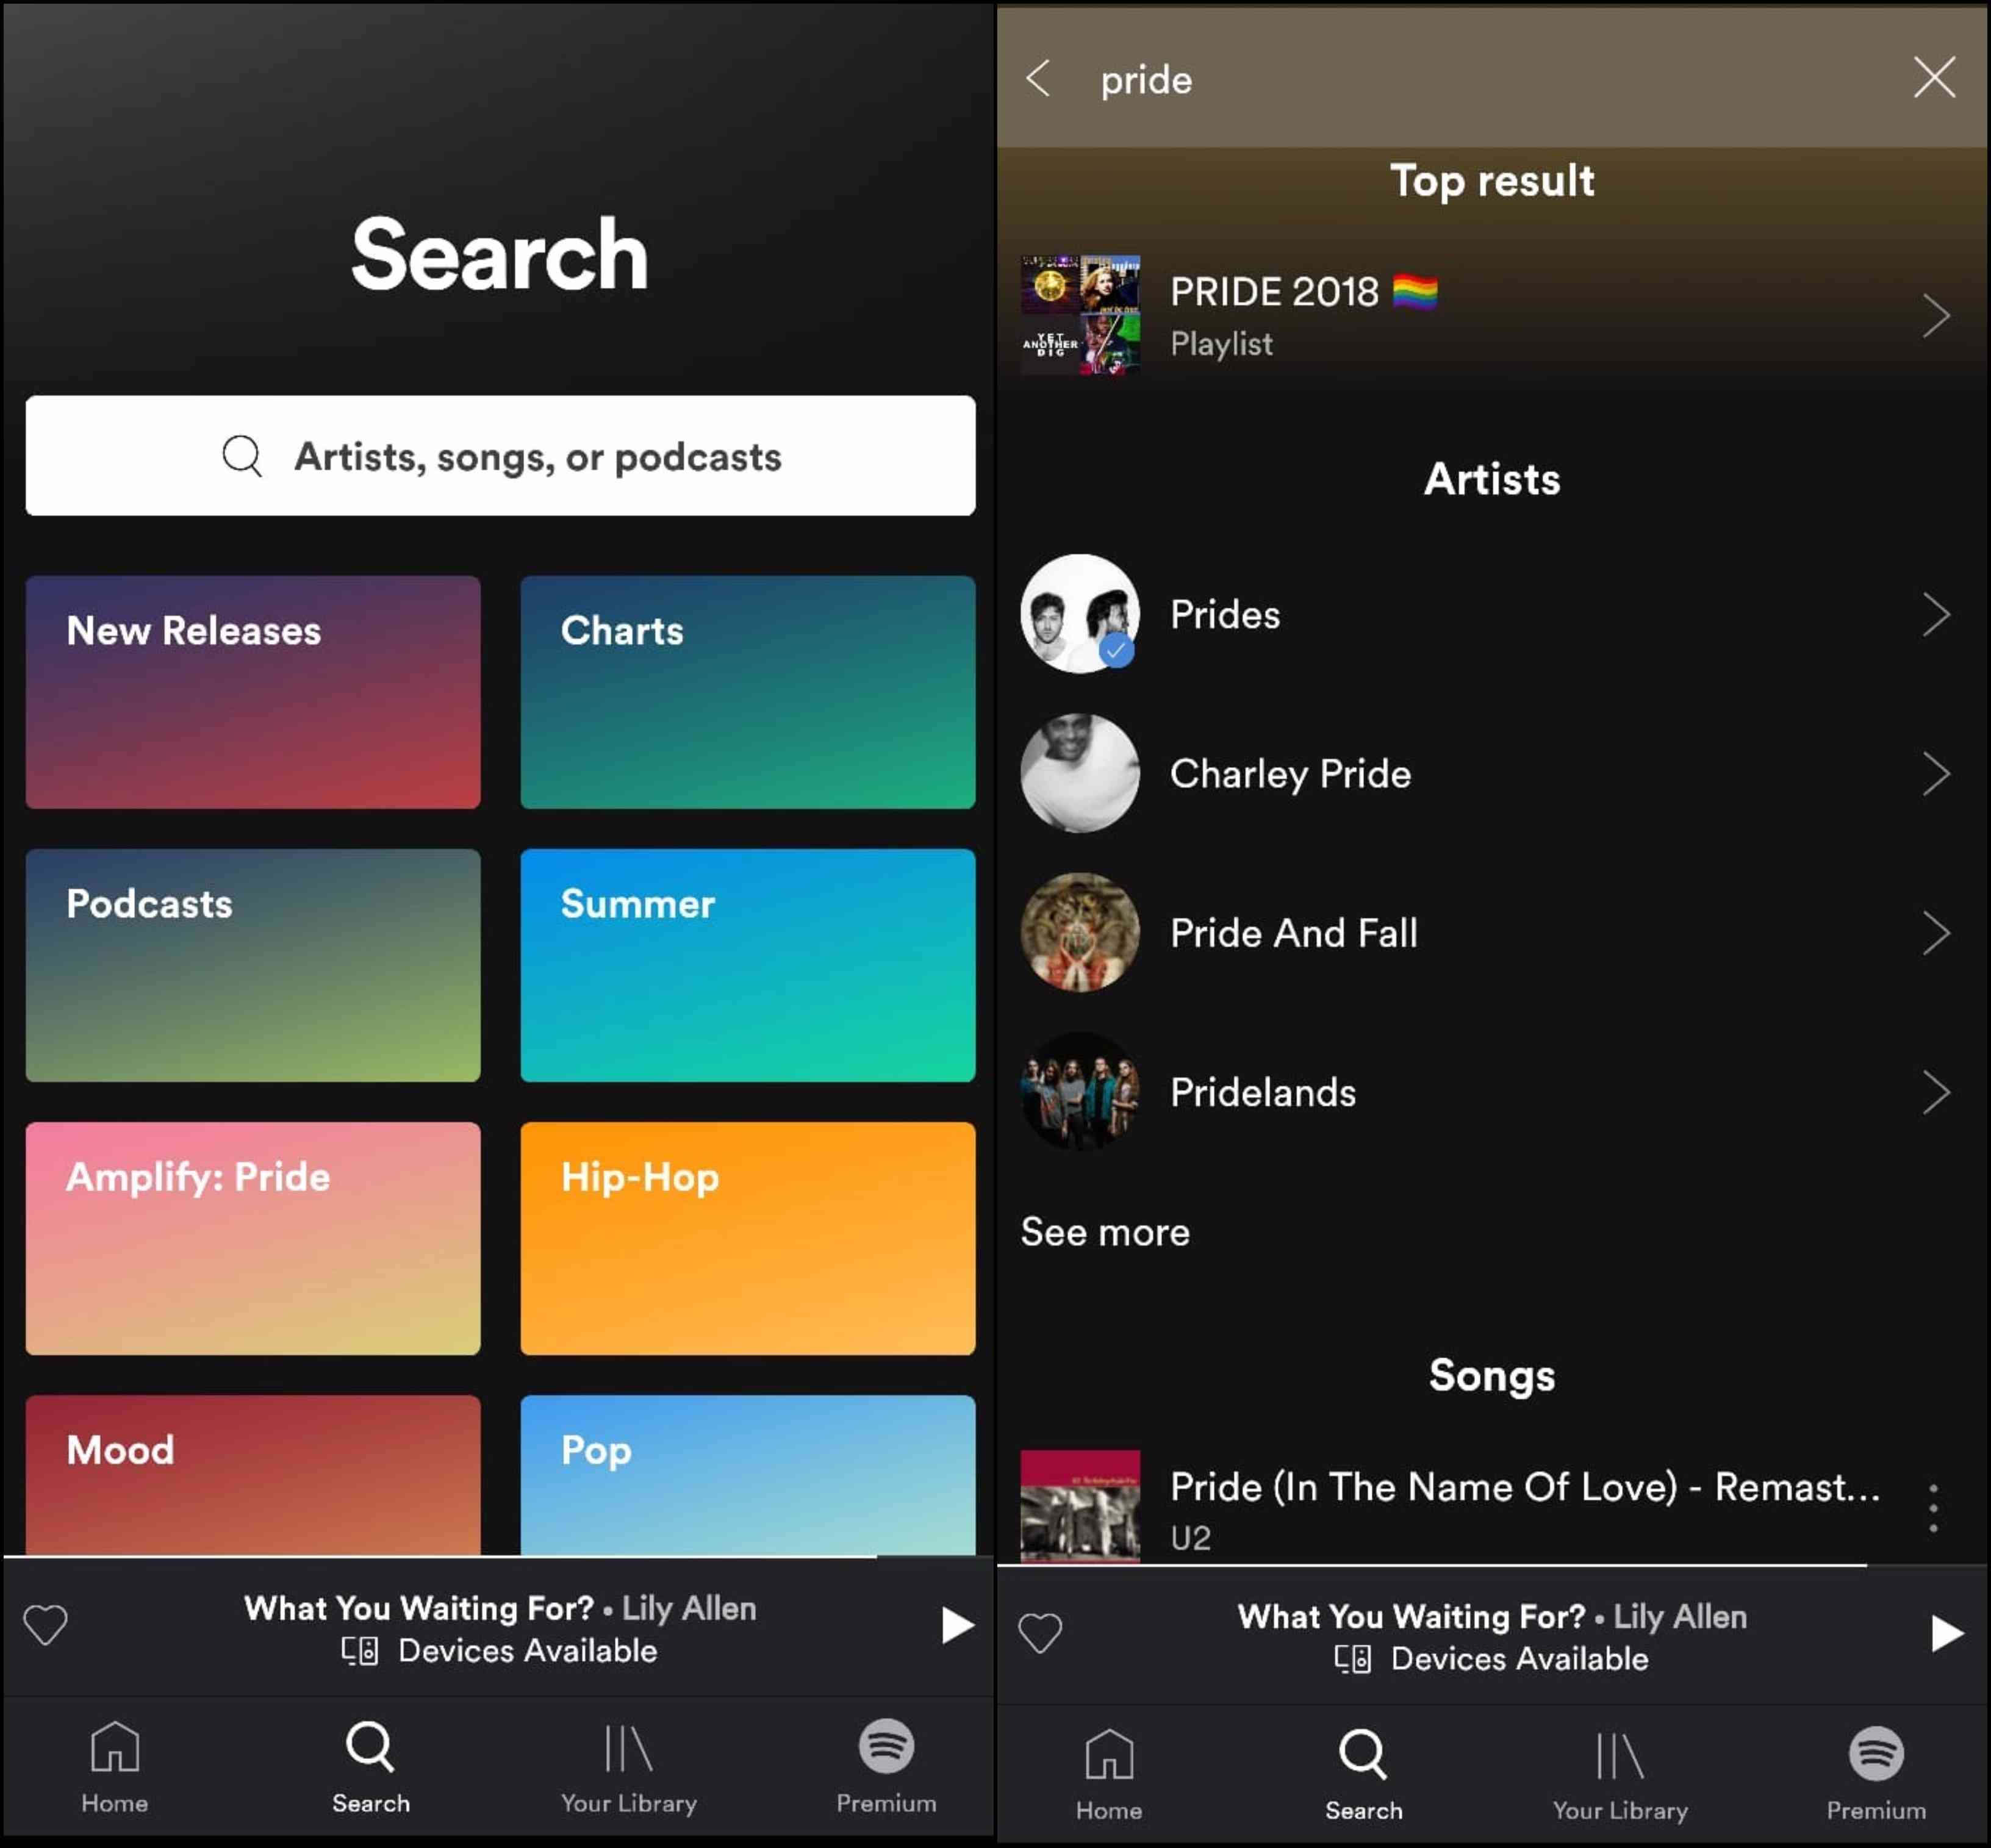 Search
Artists, songs, or podcasts
New Releases
Charts
Podcasts
Summer
Amplify: Pride
Hip-Hop
Mood
Pop
What You Waiting For? • Lily Allen
Devices Available
Home
Search
Your Library
Premium
pride
Top result
YET
ANOTHER
DIG
PRIDE 2018 🏳️‍🌈
Playlist
Artists
Prides
Charley Pride
Pride And Fall
Pridelands
See more
Songs
Pride (In The Name Of Love) - Remast...
U2
What You Waiting For? • Lily Allen
Devices Available
Home
Search
Your Library
Premium